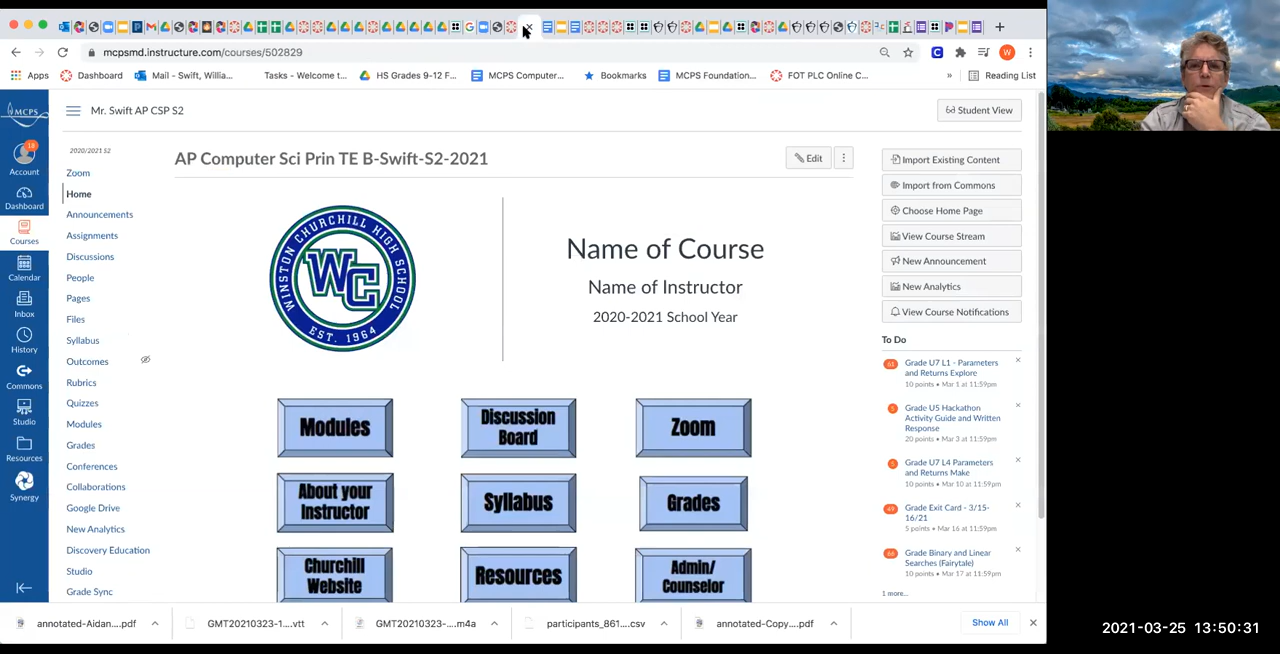 mcpsmd.instructure.com/courses/502829
W
Apps
Dashboard
Mail - Swift, Willia...
Tasks - Welcome t...
HS Grades 9-12 F...
MCPS Computer...
Bookmarks
MCPS Foundation...
FOT PLC Online C...
»
Reading List
MCPS
18
Account
Dashboard
Courses
Calendar
Inbox
History
Commons
Studio
Resources
Synergy
Mr. Swift AP CSP S2
Student View
2020/2021 S2
Zoom
Home
Announcements
Assignments
Discussions
People
Pages
Files
Syllabus
Outcomes
Rubrics
Quizzes
Modules
Grades
Conferences
Collaborations
Google Drive
New Analytics
Discovery Education
Studio
Grade Sync
AP Computer Sci Prin TE B-Swift-S2-2021
Edit
WINSTON CHURCHILL HIGH SCHOOL
WC
EST. 1964
Name of Course
Name of Instructor
2020-2021 School Year
Modules
Discussion
Board
Zoom
About your
Instructor
Syllabus
Grades
Churchill
Website
Resources
Admin/
Counselor
Import Existing Content
Import from Commons
Choose Home Page
View Course Stream
New Announcement
New Analytics
View Course Notifications
To Do
Grade U7 L1 - Parameters
and Returns Explore
10 points • Mar 1 at 11:59pm
Grade U5 Hackathon
Activity Guide and Written
Response
20 points • Mar 3 at 11:59pm
Grade U7 L4 Parameters
and Returns Make
10 points • Mar 10 at 11:59pm
Grade Exit Card - 3/15-
16/21
5 points • Mar 16 at 11:59pm
Grade Binary and Linear
Searches (Fairytale)
10 points • Mar 17 at 11:59pm
1 more...
annotated-Aidan....pdf
GMT20210323-1....vtt
GMT20210323-....m4a
participants_861....csv
annotated-Copy....pdf
Show All
2021-03-25 13:50:31